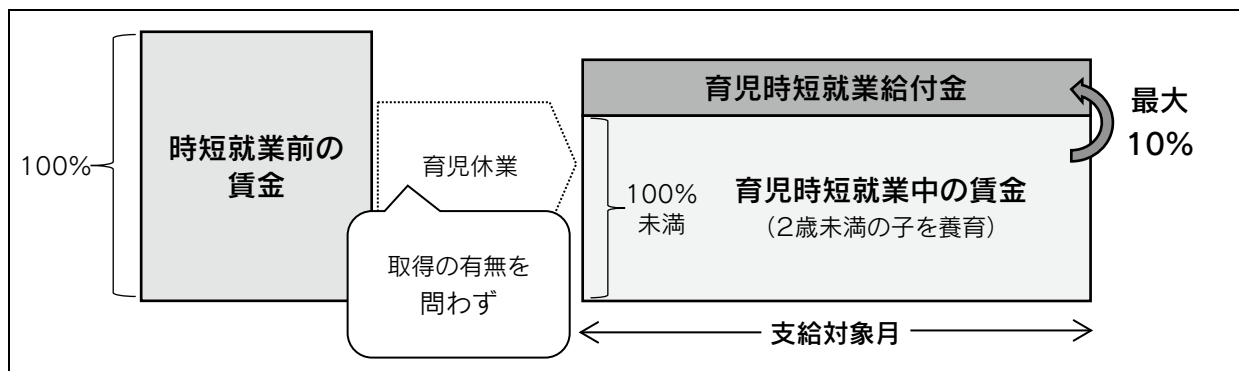 100%
時短就業前の
賃金
育児休業
取得の有無を
問わず
育児時短就業給付金
最大
10%
100%
未満
育児時短就業中の賃金
（2歳未満の子を養育）
支給対象月